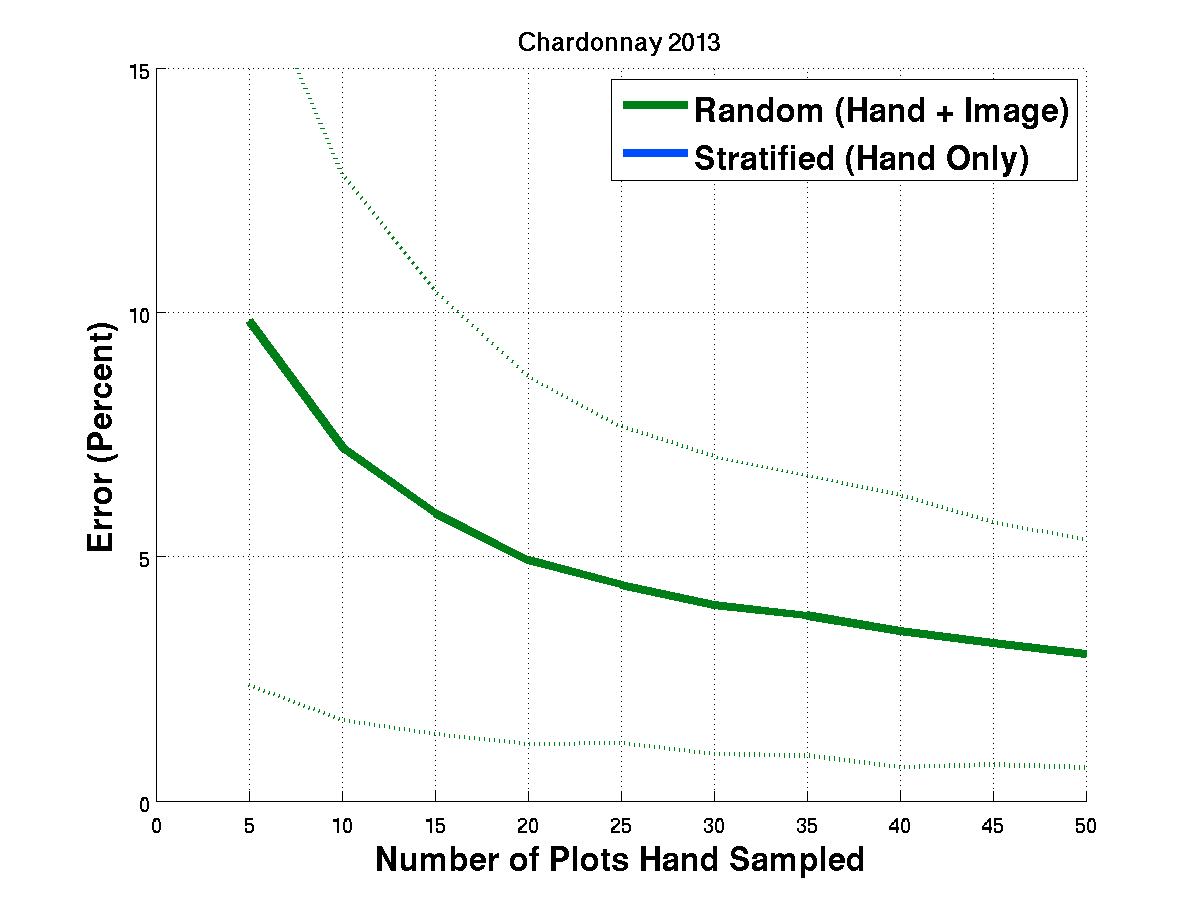 Chardonnay 2013
15
Random (Hand + Image)
Stratified (Hand Only)
10
Error (Percent)
5
0
0 5 10 15 20 25 30 35 40 45 50
Number of Plots Hand Sampled